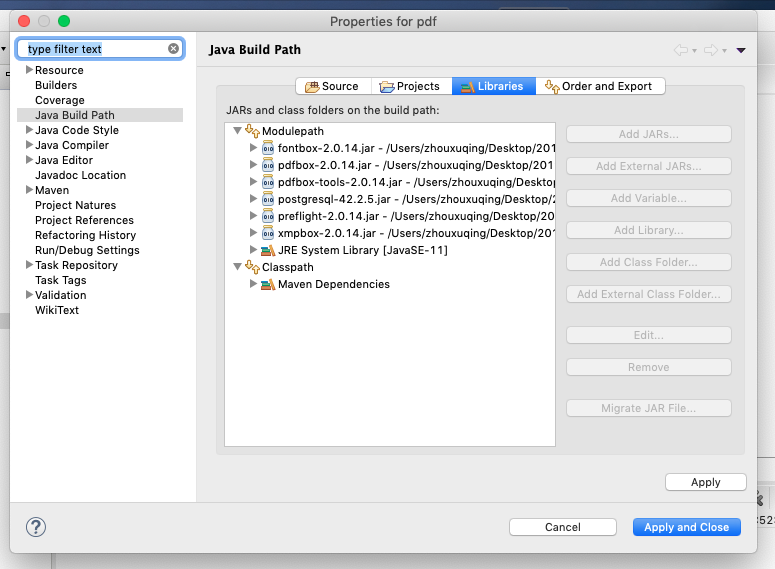 Properties for pdf
type filter text
Resource
Builders
Coverage
Java Build Path
Java Code Style
Java Compiler
Java Editor
Javadoc Location
Maven
Project Natures
Project References
Refactoring History
Run/Debug Settings
Task Repository
Task Tags
Validation
WikiText
Java Build Path
Source
Projects
Libraries
Order and Export
JARs and class folders on the build path:
Modulepath
fontbox-2.0.14.jar - /Users/zhouxuqing/Desktop/201
pdfbox-2.0.14.jar - /Users/zhouxuqing/Desktop/201
pdfbox-tools-2.0.14.jar - /Users/zhouxuqing/Desktop
postgresql-42.2.5.jar - /Users/zhouxuqing/Desktop/2
preflight-2.0.14.jar - /Users/zhouxuqing/Desktop/20
xmpbox-2.0.14.jar - /Users/zhouxuqing/Desktop/201
JRE System Library [JavaSE-11]
Classpath
Maven Dependencies
Add JARs...
Add External JARs...
Add Variable...
Add Library...
Add Class Folder...
Add External Class Folder...
Edit...
Remove
Migrate JAR File...
Apply
?
Cancel
Apply and Close